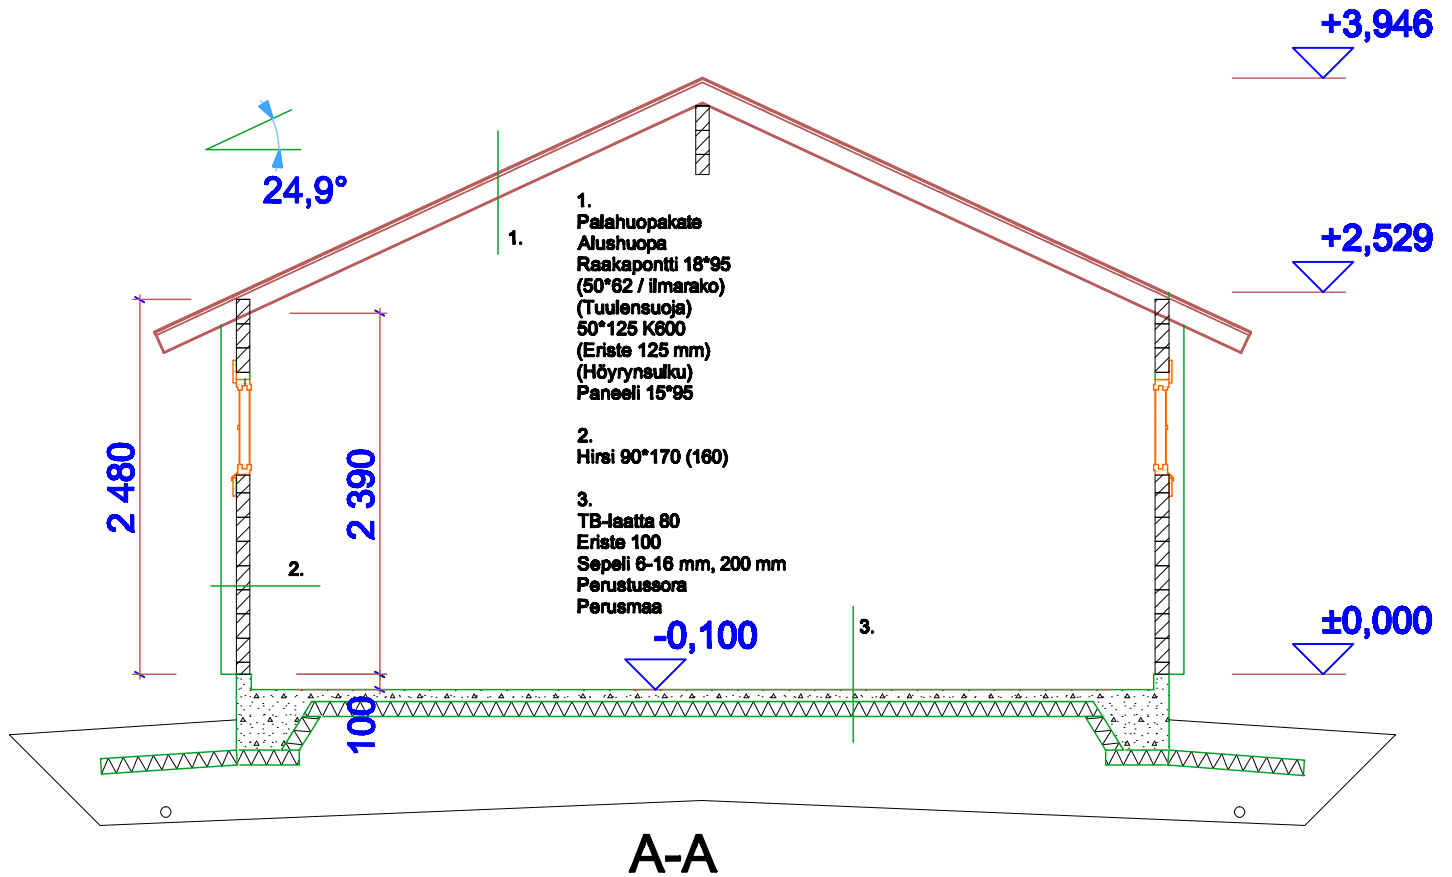 +3,946
24,9°
+2,529
1.
1.
Palahuopakate
Alushuopa
Raakapontti 18*95
(50*62 / ilmarako)
(Tuulensuoja)
50*125 K600
(Eriste 125 mm)
(Höyrynsulku)
Paneeli 15*95
2.
Hirsi 90*170 (160)
3.
TB-laatta 80
Eriste 100
Sepeli 6-16 mm, 200 mm
Perustussora
Perusmaa
2 480
2 390
2.
-0,100
3.
±0,000
100
A-A